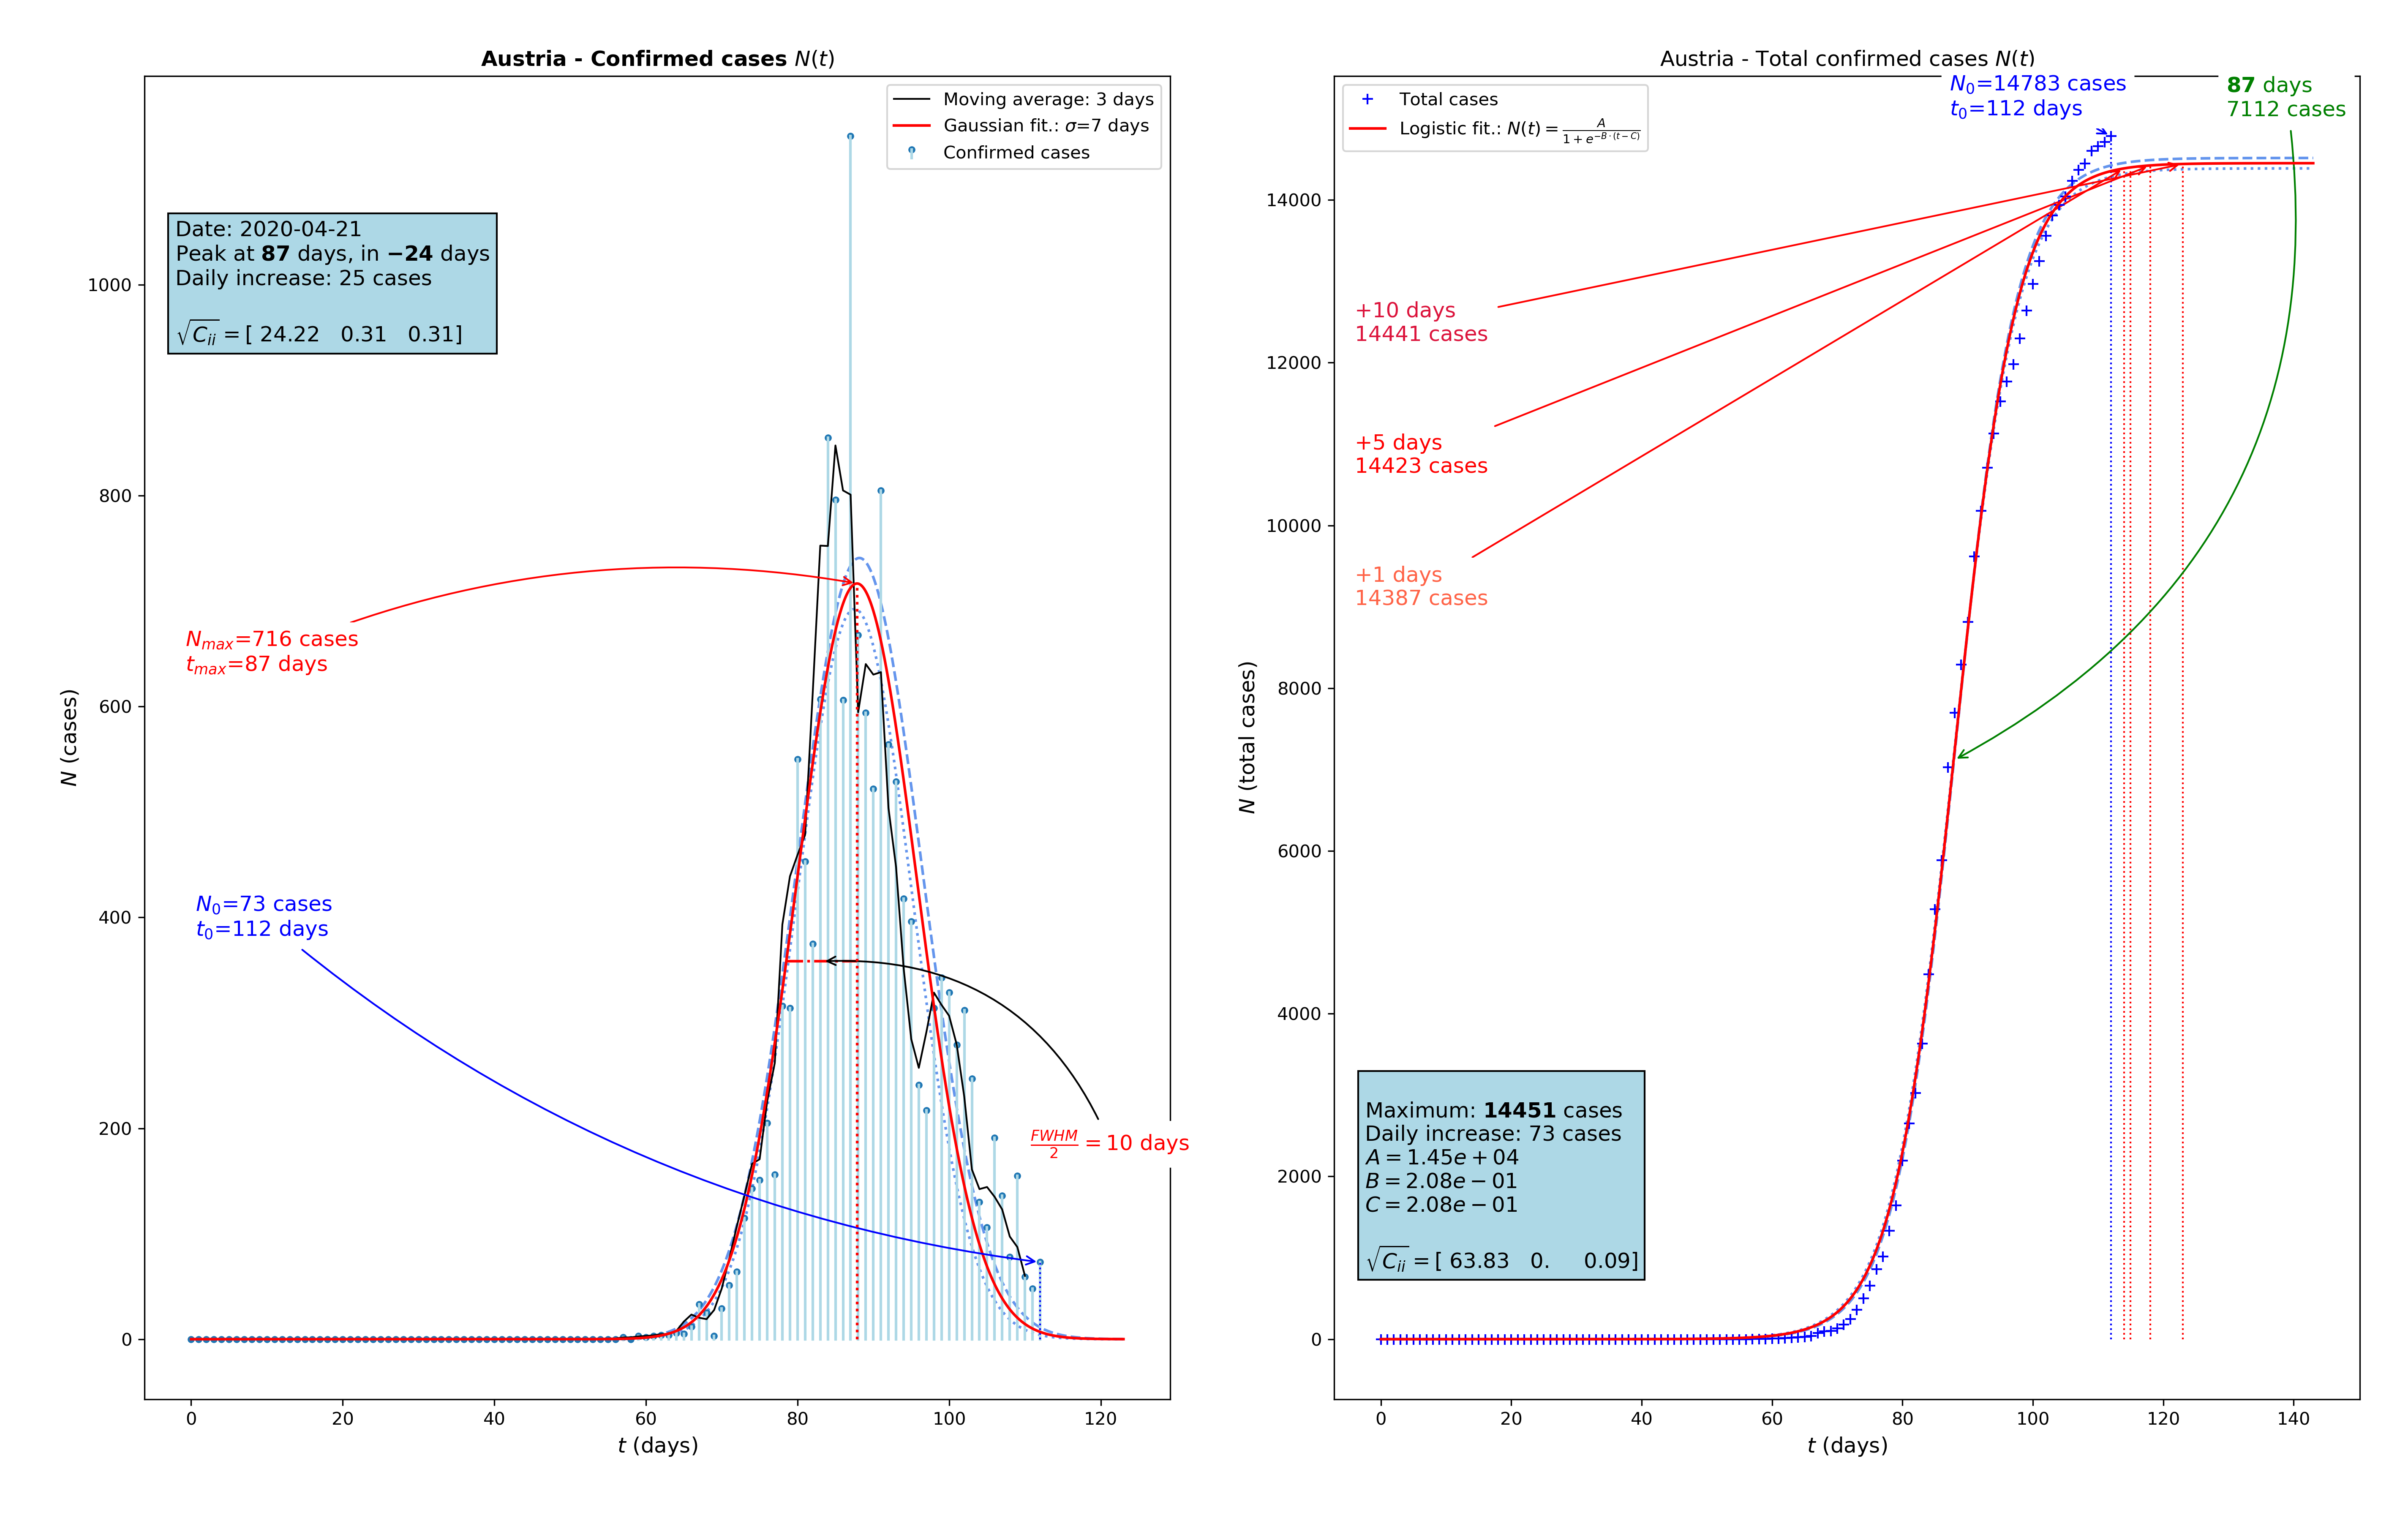 Austria - Confirmed cases N(t)
Moving average: 3 days
Gaussian fit.: σ=7 days
Confirmed cases
Date: 2020-04-21
Peak at 87 days, in −24 days
Daily increase: 25 cases
√C_ii = [ 24.22 0.31 0.31]
N_max=716 cases
t_max=87 days
N_0=73 cases
t_0=112 days
FWHM/2 = 10 days
N (cases)
1000
800
600
400
200
0
0 20 40 60 80 100 120
t (days)
Austria - Total confirmed cases N(t)
Total cases
Logistic fit.: N(t) = A/(1 + e^(−B·(t−C)))
N_0=14783 cases
t_0=112 days
87 days
7112 cases
+10 days
14441 cases
+5 days
14423 cases
+1 days
14387 cases
Maximum: 14451 cases
Daily increase: 73 cases
A = 1.45e + 04
B = 2.08e − 01
C = 2.08e − 01
√C_ii = [ 63.83 0. 0.09]
N (total cases)
14000
12000
10000
8000
6000
4000
2000
0
0 20 40 60 80 100 120 140
t (days)